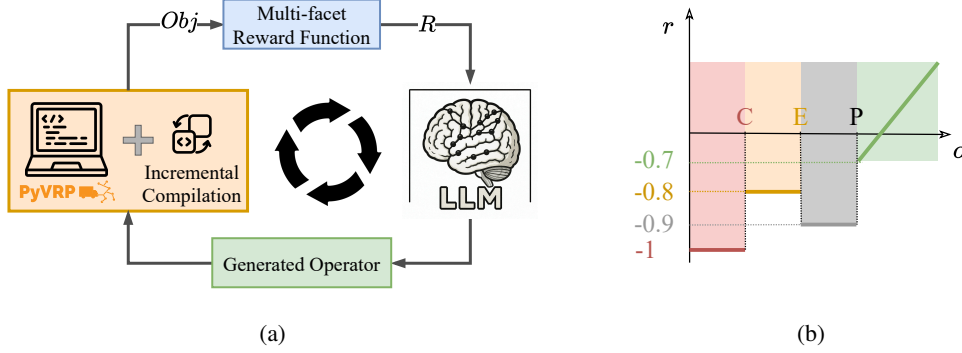 Obj
Multi-facet
Reward Function
R
PyVRP
Incremental
Compilation
LLM
Generated Operator
(a)
r
C
E
P
o
-0.7
-0.8
-0.9
-1
(b)